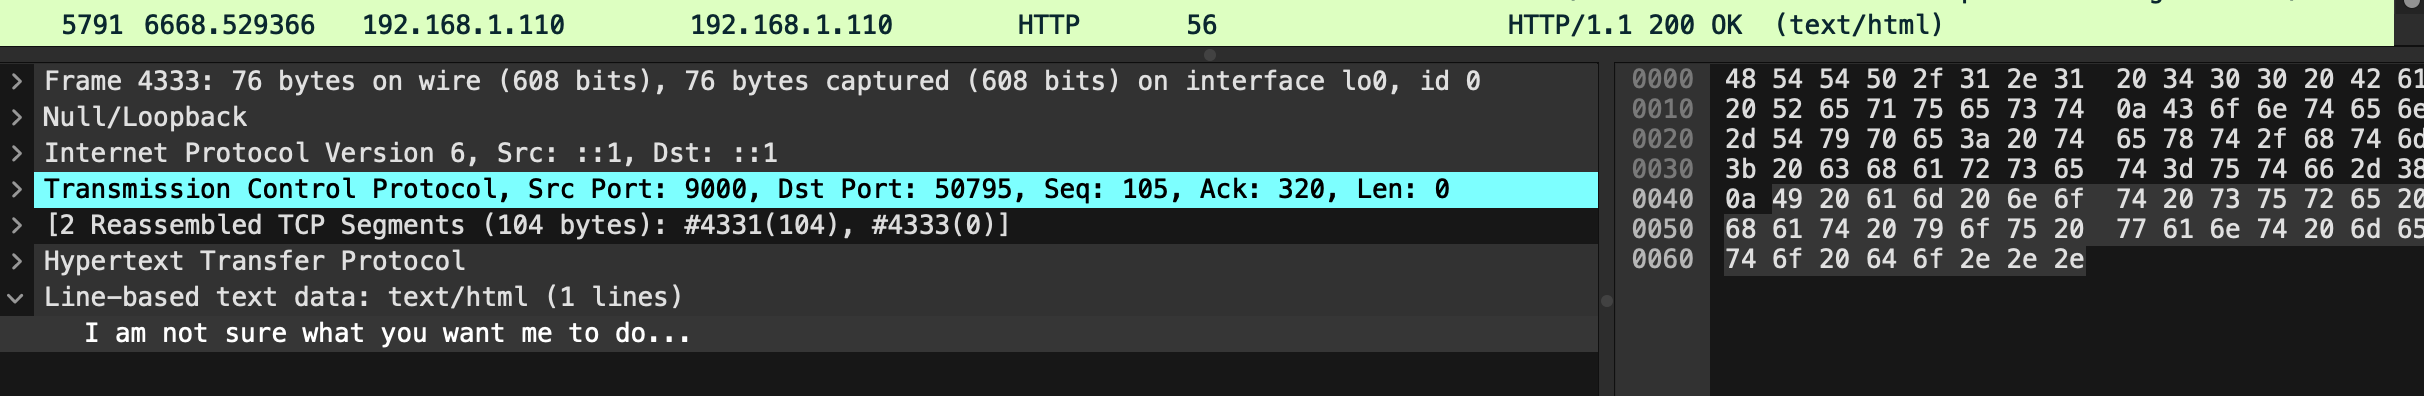 5791 6668.529366 192.168.1.110 192.168.1.110 HTTP 56 HTTP/1.1 200 OK (text/html)
Frame 4333: 76 bytes on wire (608 bits), 76 bytes captured (608 bits) on interface lo0, id 0
Null/Loopback
Internet Protocol Version 6, Src: ::1, Dst: ::1
Transmission Control Protocol, Src Port: 9000, Dst Port: 50795, Seq: 105, Ack: 320, Len: 0
[2 Reassembled TCP Segments (104 bytes): #4331(104), #4333(0)]
Hypertext Transfer Protocol
Line-based text data: text/html (1 lines)
I am not sure what you want me to do...
0000 48 54 54 50 2f 31 2e 31 20 34 30 30 20 42 61
0010 20 52 65 71 75 65 73 74 0a 43 6f 6e 74 65 6e
0020 2d 54 79 70 65 3a 20 74 65 78 74 2f 68 74 6d
0030 3b 20 63 68 61 72 73 65 74 3d 75 74 66 2d 38
0040 0a 49 20 61 6d 20 6e 6f 74 20 73 75 72 65 20
0050 68 61 74 20 79 6f 75 20 77 61 6e 74 20 6d 65
0060 74 6f 20 64 6f 2e 2e 2e